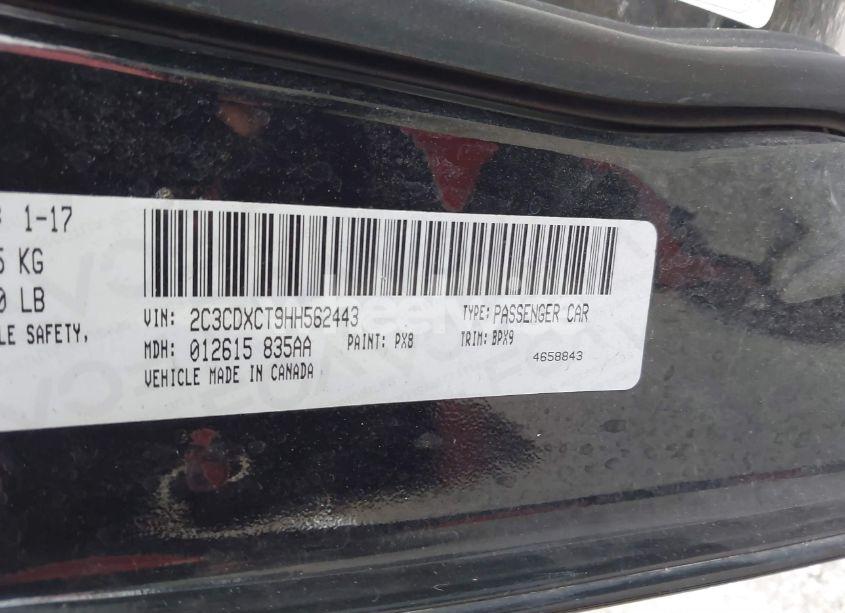 1-17
KG
LB
LE SAFETY,
VIN: 2C3CDXCT9HH562443 TYPE: PASSENGER CAR
MDH: 012615 835AA PAINT: PX8 TRIM: BPX9
VEHICLE MADE IN CANADA 4658843